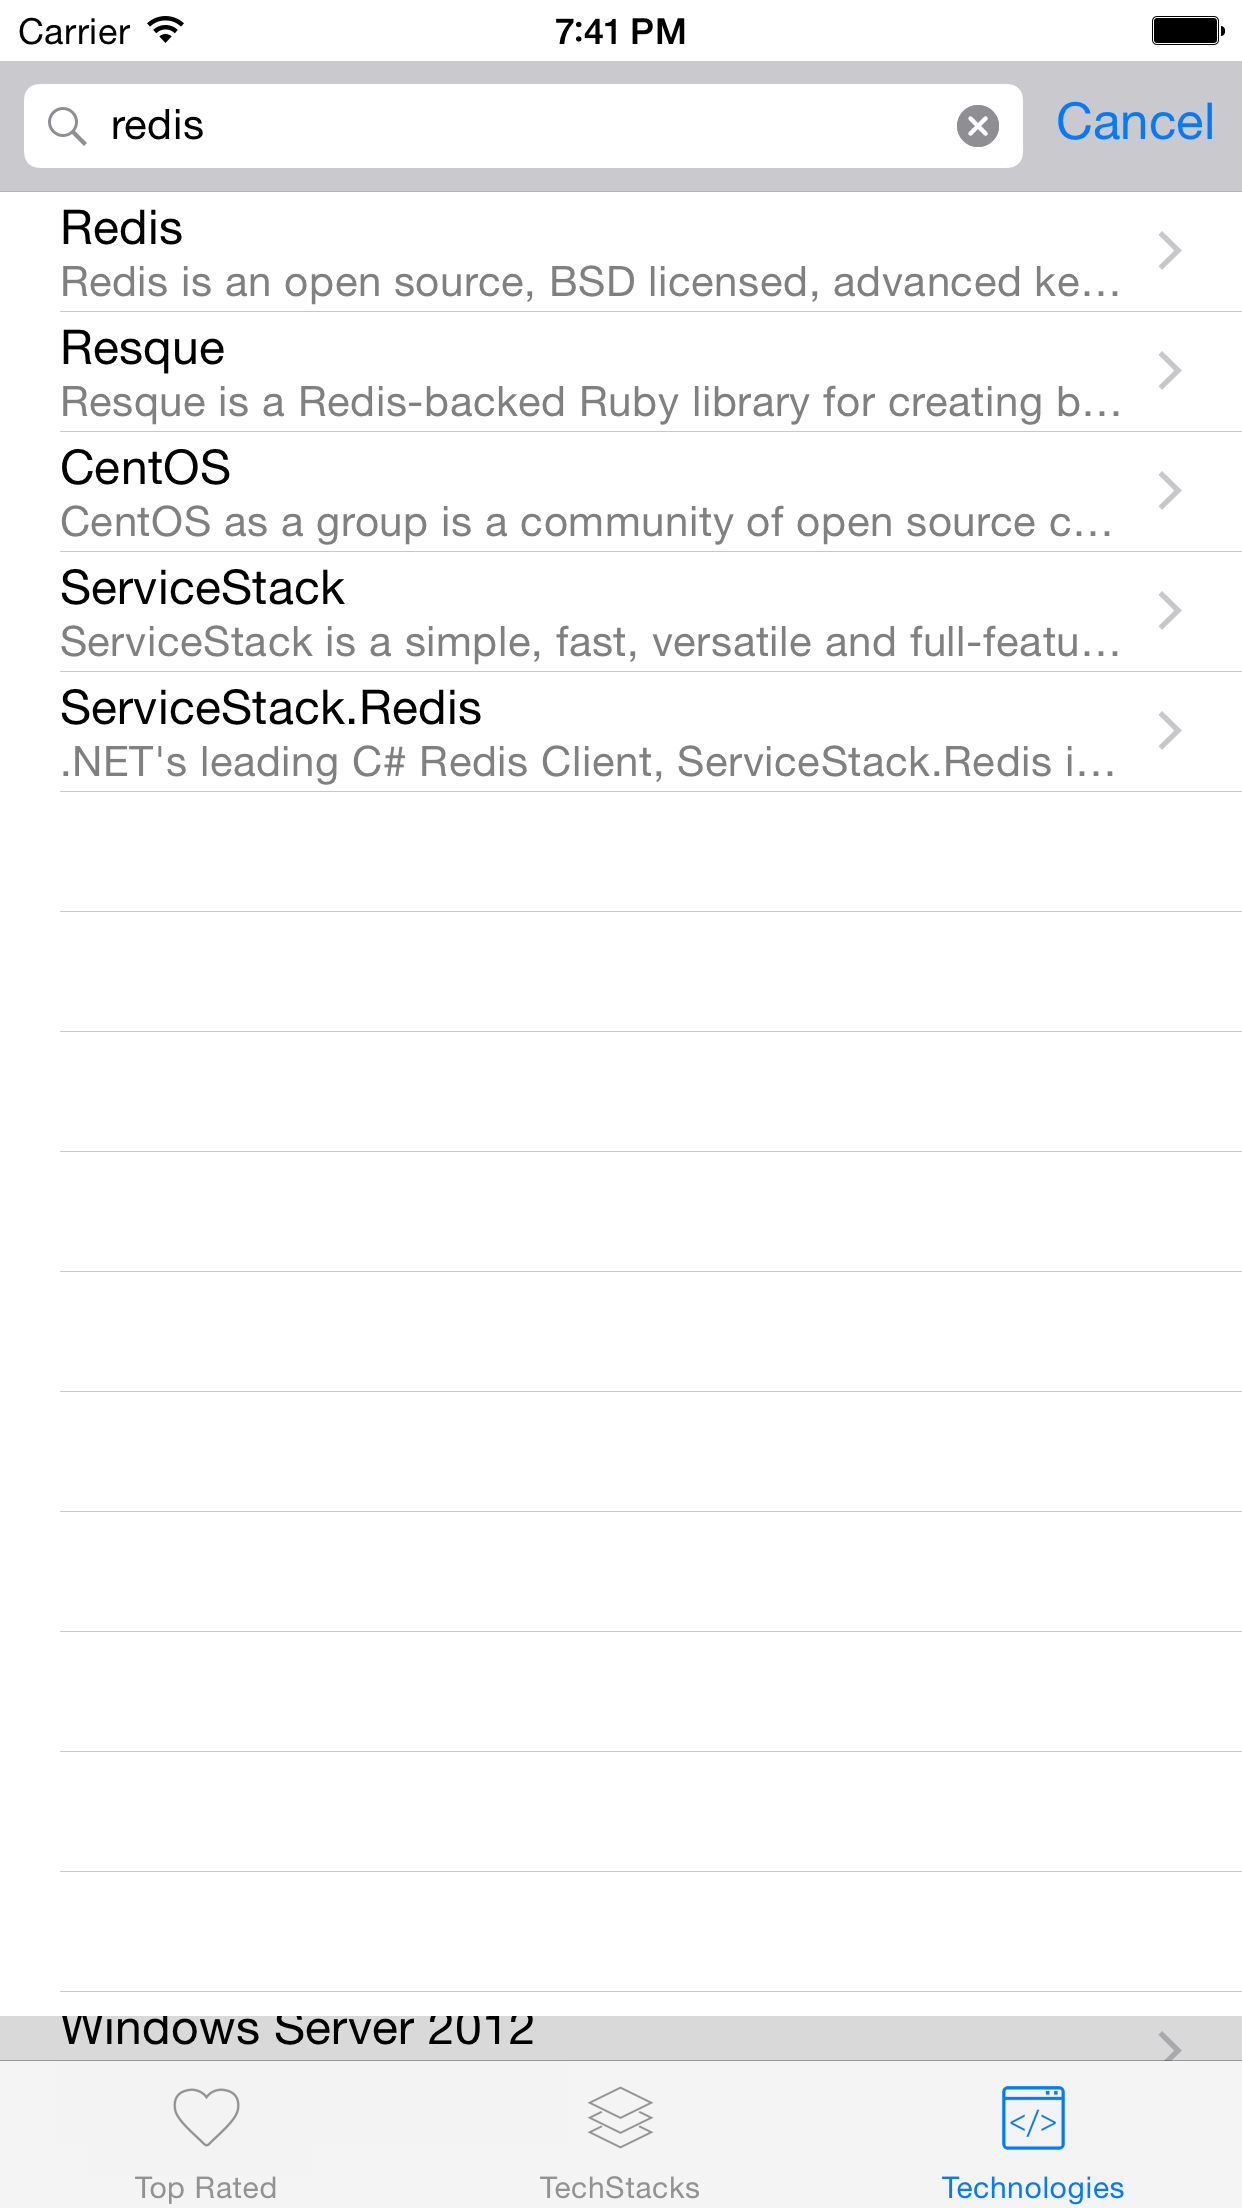 Carrier 7:41 PM
redis Cancel
Redis
Redis is an open source, BSD licensed, advanced ke…
Resque
Resque is a Redis-backed Ruby library for creating b…
CentOS
CentOS as a group is a community of open source c…
ServiceStack
ServiceStack is a simple, fast, versatile and full-featu…
ServiceStack.Redis
.NET's leading C# Redis Client, ServiceStack.Redis i…
Windows Server 2012
</>
Top Rated TechStacks Technologies